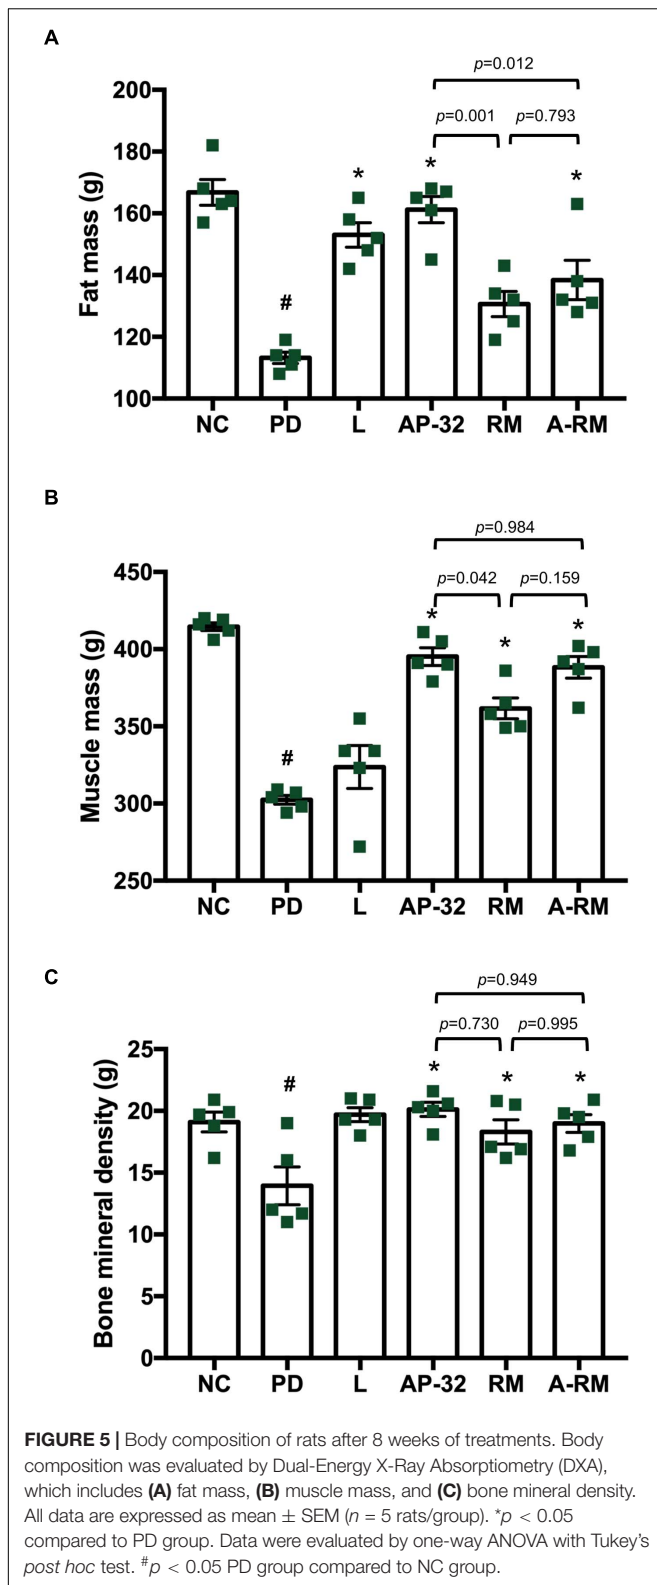 A
p=0.012
p=0.001 p=0.793
200
180
160
140
120
100
Fat mass (g)
* * *
#
NC PD L AP-32 RM A-RM
B
p=0.984
p=0.042 p=0.159
450
400
350
300
250
Muscle mass (g)
* * *
#
NC PD L AP-32 RM A-RM
C
p=0.949
p=0.730 p=0.995
25
20
15
10
5
0
Bone mineral density (g)
# * * *
NC PD L AP-32 RM A-RM
FIGURE 5 | Body composition of rats after 8 weeks of treatments. Body
composition was evaluated by Dual-Energy X-Ray Absorptiometry (DXA),
which includes (A) fat mass, (B) muscle mass, and (C) bone mineral density.
All data are expressed as mean ± SEM (n = 5 rats/group). *p < 0.05
compared to PD group. Data were evaluated by one-way ANOVA with Tukey's
post hoc test. #p < 0.05 PD group compared to NC group.